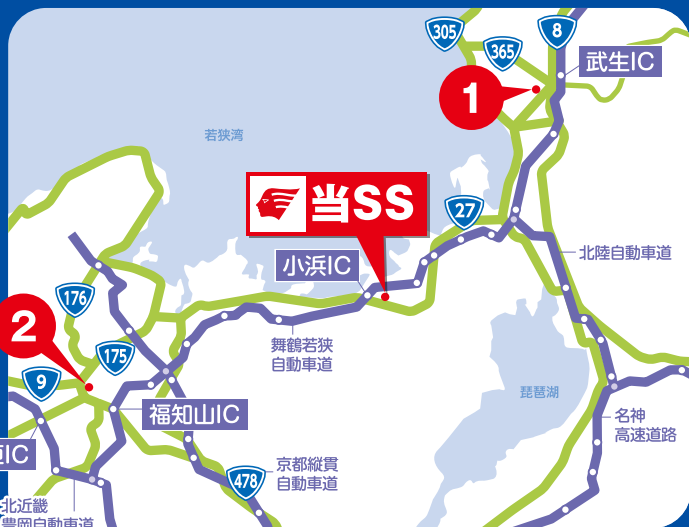 305
365
8
武生IC
1
若狭湾
当SS
27
小浜IC
北陸自動車道
176
2
175
舞鶴若狭
自動車道
9
琵琶湖
福知山IC
名神
高速道路
IC
京都縦貫
自動車道
478
北近畿
豊岡自動車道